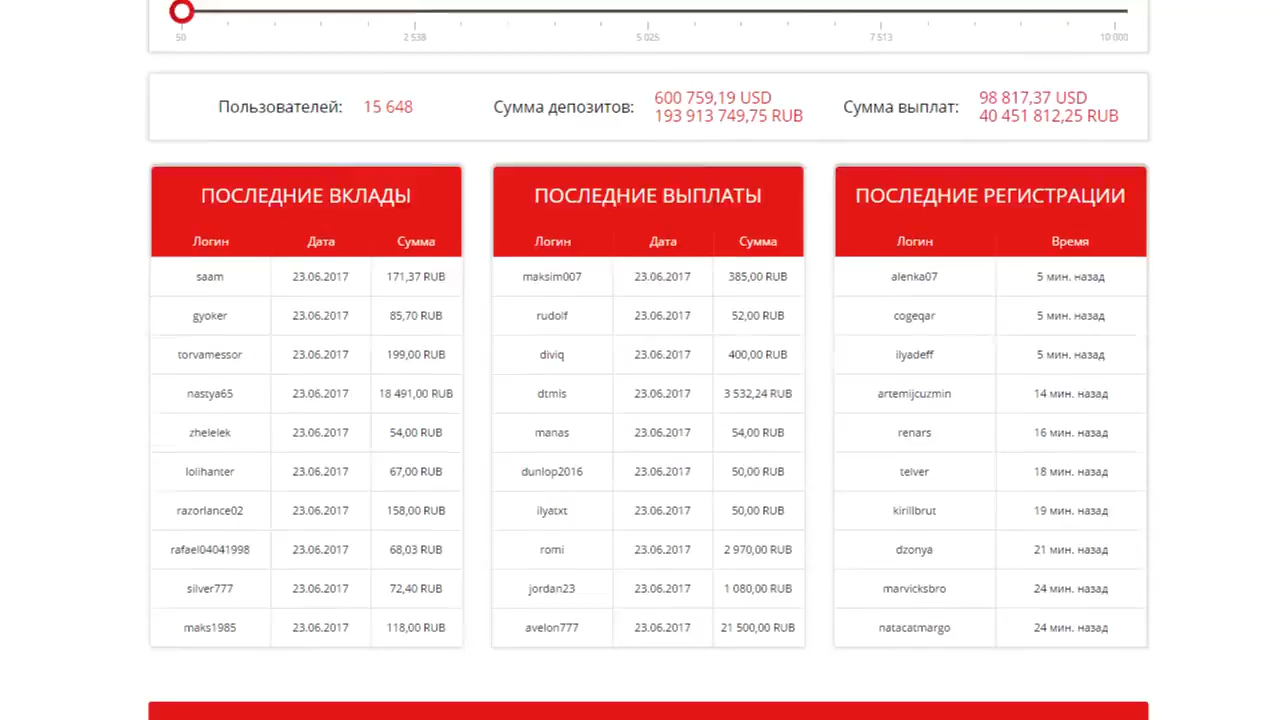 50 2 538 5 025 7 513 10 000
Пользователей: 15 648 Сумма депозитов: 600 759,19 USD Сумма выплат: 98 817,37 USD
193 913 749,75 RUB 40 451 812,25 RUB
ПОСЛЕДНИЕ ВКЛАДЫ
Логин Дата Сумма
saam 23.06.2017 171,37 RUB
gyoker 23.06.2017 85,70 RUB
torvamessor 23.06.2017 199,00 RUB
nastya65 23.06.2017 18 491,00 RUB
zhelelek 23.06.2017 54,00 RUB
lolihanter 23.06.2017 67,00 RUB
razorlance02 23.06.2017 158,00 RUB
rafael04041998 23.06.2017 68,03 RUB
silver777 23.06.2017 72,40 RUB
maks1985 23.06.2017 118,00 RUB
ПОСЛЕДНИЕ ВЫПЛАТЫ
Логин Дата Сумма
maksim007 23.06.2017 385,00 RUB
rudolf 23.06.2017 52,00 RUB
diviq 23.06.2017 400,00 RUB
dtmls 23.06.2017 3 532,24 RUB
manas 23.06.2017 54,00 RUB
dunlop2016 23.06.2017 50,00 RUB
ilyatxt 23.06.2017 50,00 RUB
romi 23.06.2017 2 970,00 RUB
jordan23 23.06.2017 1 080,00 RUB
avelon777 23.06.2017 21 500,00 RUB
ПОСЛЕДНИЕ РЕГИСТРАЦИИ
Логин Время
alenka07 5 мин. назад
cogeqar 5 мин. назад
ilyadeff 5 мин. назад
artemijcuzmin 14 мин. назад
renars 16 мин. назад
telver 18 мин. назад
kirillbrut 19 мин. назад
dzonya 21 мин. назад
marvicksbro 24 мин. назад
natacatmargo 24 мин. назад